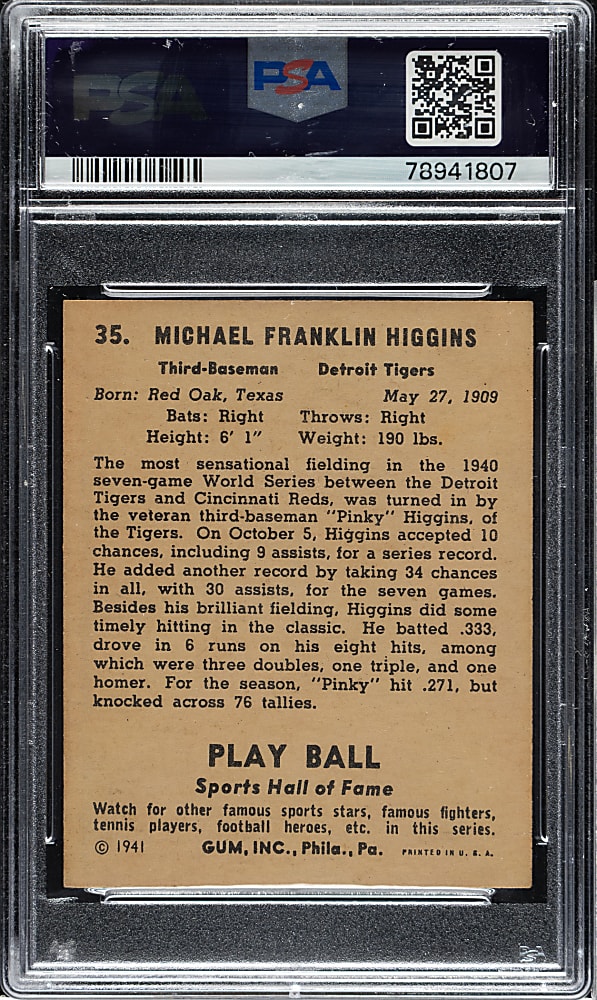 PSA
PSA
78941807
35. MICHAEL FRANKLIN HIGGINS
Third-Baseman Detroit Tigers
Born: Red Oak, Texas May 27, 1909
Bats: Right Throws: Right
Height: 6' 1" Weight: 190 lbs.
The most sensational fielding in the 1940
seven-game World Series between the Detroit
Tigers and Cincinnati Reds, was turned in by
the veteran third-baseman "Pinky" Higgins, of
the Tigers. On October 5, Higgins accepted 10
chances, including 9 assists, for a series record.
He added another record by taking 34 chances
in all, with 30 assists, for the seven games.
Besides his brilliant fielding, Higgins did some
timely hitting in the classic. He batted .333,
drove in 6 runs on his eight hits, among
which were three doubles, one triple, and one
homer. For the season, "Pinky" hit .271, but
knocked across 76 tallies.
PLAY BALL
Sports Hall of Fame
Watch for other famous sports stars, famous fighters,
tennis players, football heroes, etc. in this series.
© 1941 GUM, INC., Phila., Pa. PRINTED IN U. S. A.